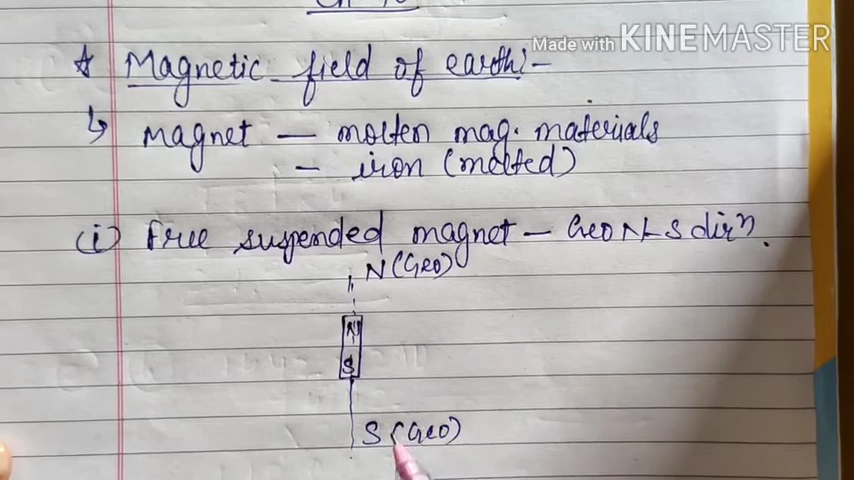 Made with KINEMASTER
☆ Magnetic field of earth:-
↳ Magnet — molten mag. materials
— iron (melted)
(i) Free suspended magnet — Geo N & S dirn.
N (Geo)
N
S
S (Geo)